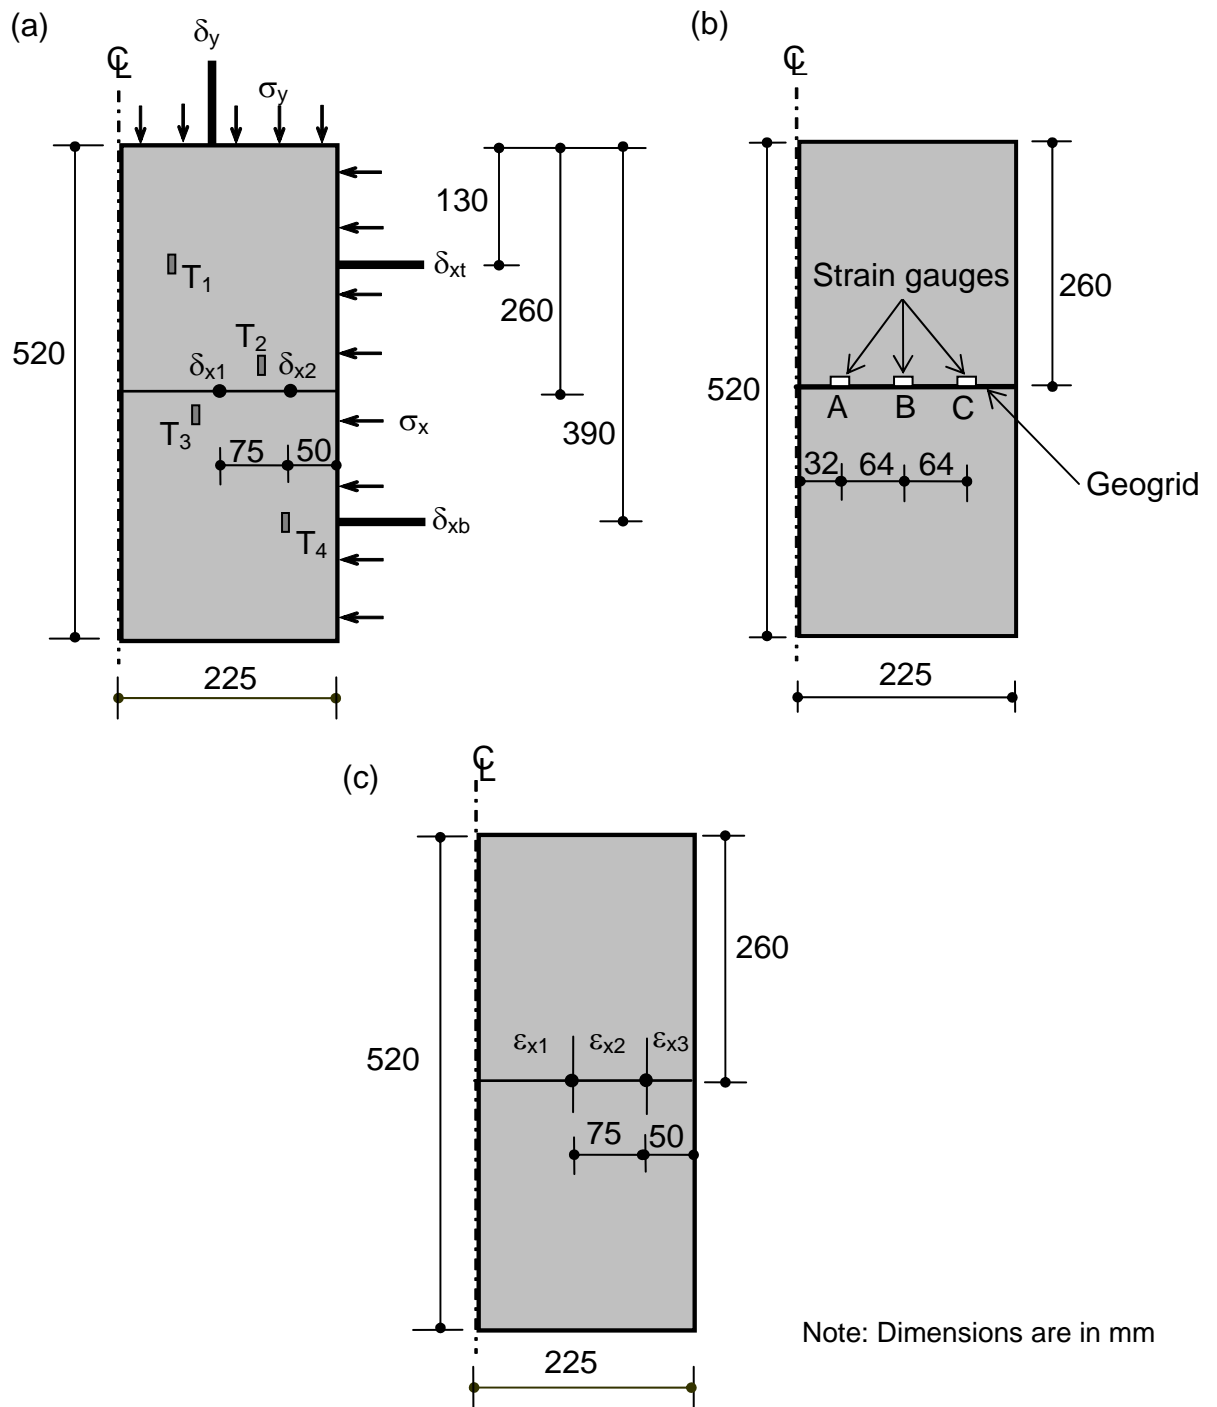 (a)
℄
δy
σy
520
T1
T2
δx1
δx2
T3
75
50
T4
225
δxt
σx
δxb
130
260
390
(b)
℄
Strain gauges
A
B
C
32
64
64
Geogrid
520
260
225
(c)
℄
520
εx1
εx2
εx3
75
50
260
225
Note: Dimensions are in mm